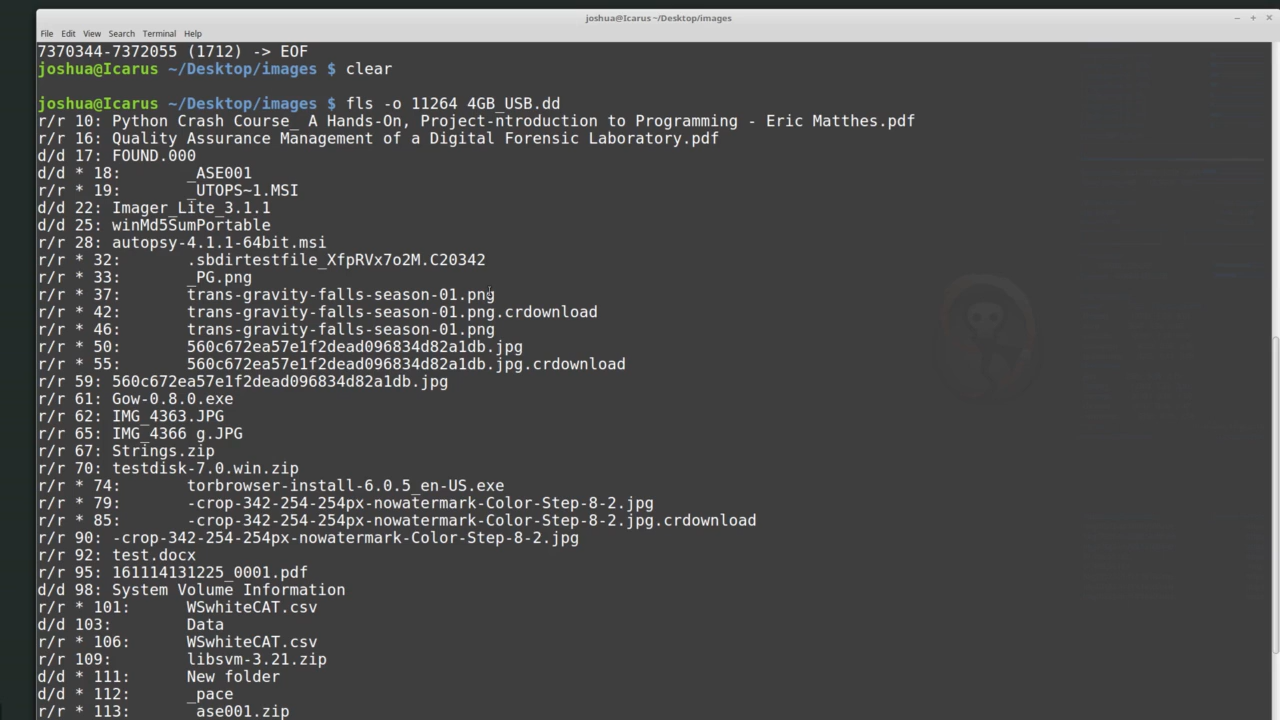 joshua@Icarus ~/Desktop/images
File Edit View Search Terminal Help
7370344-7372055 (1712) -> EOF
joshua@Icarus ~/Desktop/images $ clear
joshua@Icarus ~/Desktop/images $ fls -o 11264 4GB_USB.dd
r/r 10: Python Crash Course_ A Hands-On, Project-ntroduction to Programming - Eric Matthes.pdf
r/r 16: Quality Assurance Management of a Digital Forensic Laboratory.pdf
d/d 17: FOUND.000
d/d * 18:       _ASE001
r/r * 19:       _UTOPS~1.MSI
d/d 22: Imager_Lite_3.1.1
d/d 25: winMd5SumPortable
r/r 28: autopsy-4.1.1-64bit.msi
r/r * 32:       .sbdirtestfile_XfpRVx7o2M.C20342
r/r * 33:       _PG.png
r/r * 37:       trans-gravity-falls-season-01.png
r/r * 42:       trans-gravity-falls-season-01.png.crdownload
r/r * 46:       trans-gravity-falls-season-01.png
r/r * 50:       560c672ea57e1f2dead096834d82a1db.jpg
r/r * 55:       560c672ea57e1f2dead096834d82a1db.jpg.crdownload
r/r 59: 560c672ea57e1f2dead096834d82a1db.jpg
r/r 61: Gow-0.8.0.exe
r/r 62: IMG_4363.JPG
r/r 65: IMG_4366 g.JPG
r/r 67: Strings.zip
r/r 70: testdisk-7.0.win.zip
r/r * 74:       torbrowser-install-6.0.5_en-US.exe
r/r * 79:       -crop-342-254-254px-nowatermark-Color-Step-8-2.jpg
r/r * 85:       -crop-342-254-254px-nowatermark-Color-Step-8-2.jpg.crdownload
r/r 90: -crop-342-254-254px-nowatermark-Color-Step-8-2.jpg
r/r 92: test.docx
r/r 95: 161114131225_0001.pdf
d/d 98: System Volume Information
r/r * 101:      WSwhiteCAT.csv
d/d 103:        Data
r/r * 106:      WSwhiteCAT.csv
r/r 109:        libsvm-3.21.zip
d/d * 111:      New folder
d/d * 112:      _pace
r/r * 113:      _ase001.zip